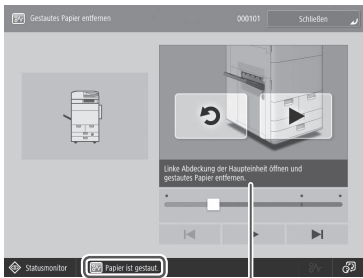 Gestautes Papier entfernen
000101
Schließen
Linke Abdeckung der Haupteinheit öffnen und
gestautes Papier entfernen.
Statusmonitor
Papier ist gestaut.